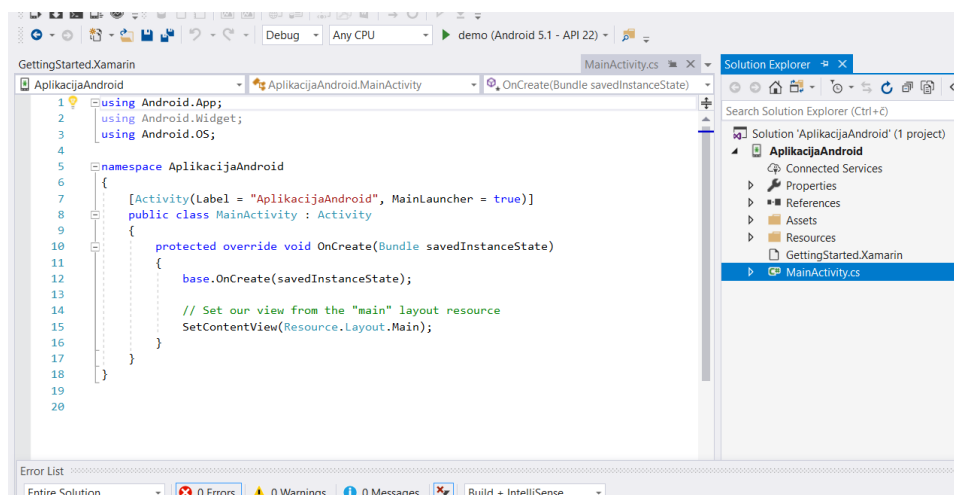 Debug Any CPU demo (Android 5.1 - API 22)
GettingStarted.Xamarin MainActivity.cs
AplikacijaAndroid AplikacijaAndroid.MainActivity OnCreate(Bundle savedInstanceState)
1 using Android.App;
2 using Android.Widget;
3 using Android.OS;
4
5 namespace AplikacijaAndroid
6 {
7 [Activity(Label = "AplikacijaAndroid", MainLauncher = true)]
8 public class MainActivity : Activity
9 {
10 protected override void OnCreate(Bundle savedInstanceState)
11 {
12 base.OnCreate(savedInstanceState);
13
14 // Set our view from the "main" layout resource
15 SetContentView(Resource.Layout.Main);
16 }
17 }
18 }
19
20
Solution Explorer
Search Solution Explorer (Ctrl+č)
Solution 'AplikacijaAndroid' (1 project)
AplikacijaAndroid
Connected Services
Properties
References
Assets
Resources
GettingStarted.Xamarin
MainActivity.cs
Error List
Entire Solution 0 Errors 0 Warnings 0 Messages Build + IntelliSense